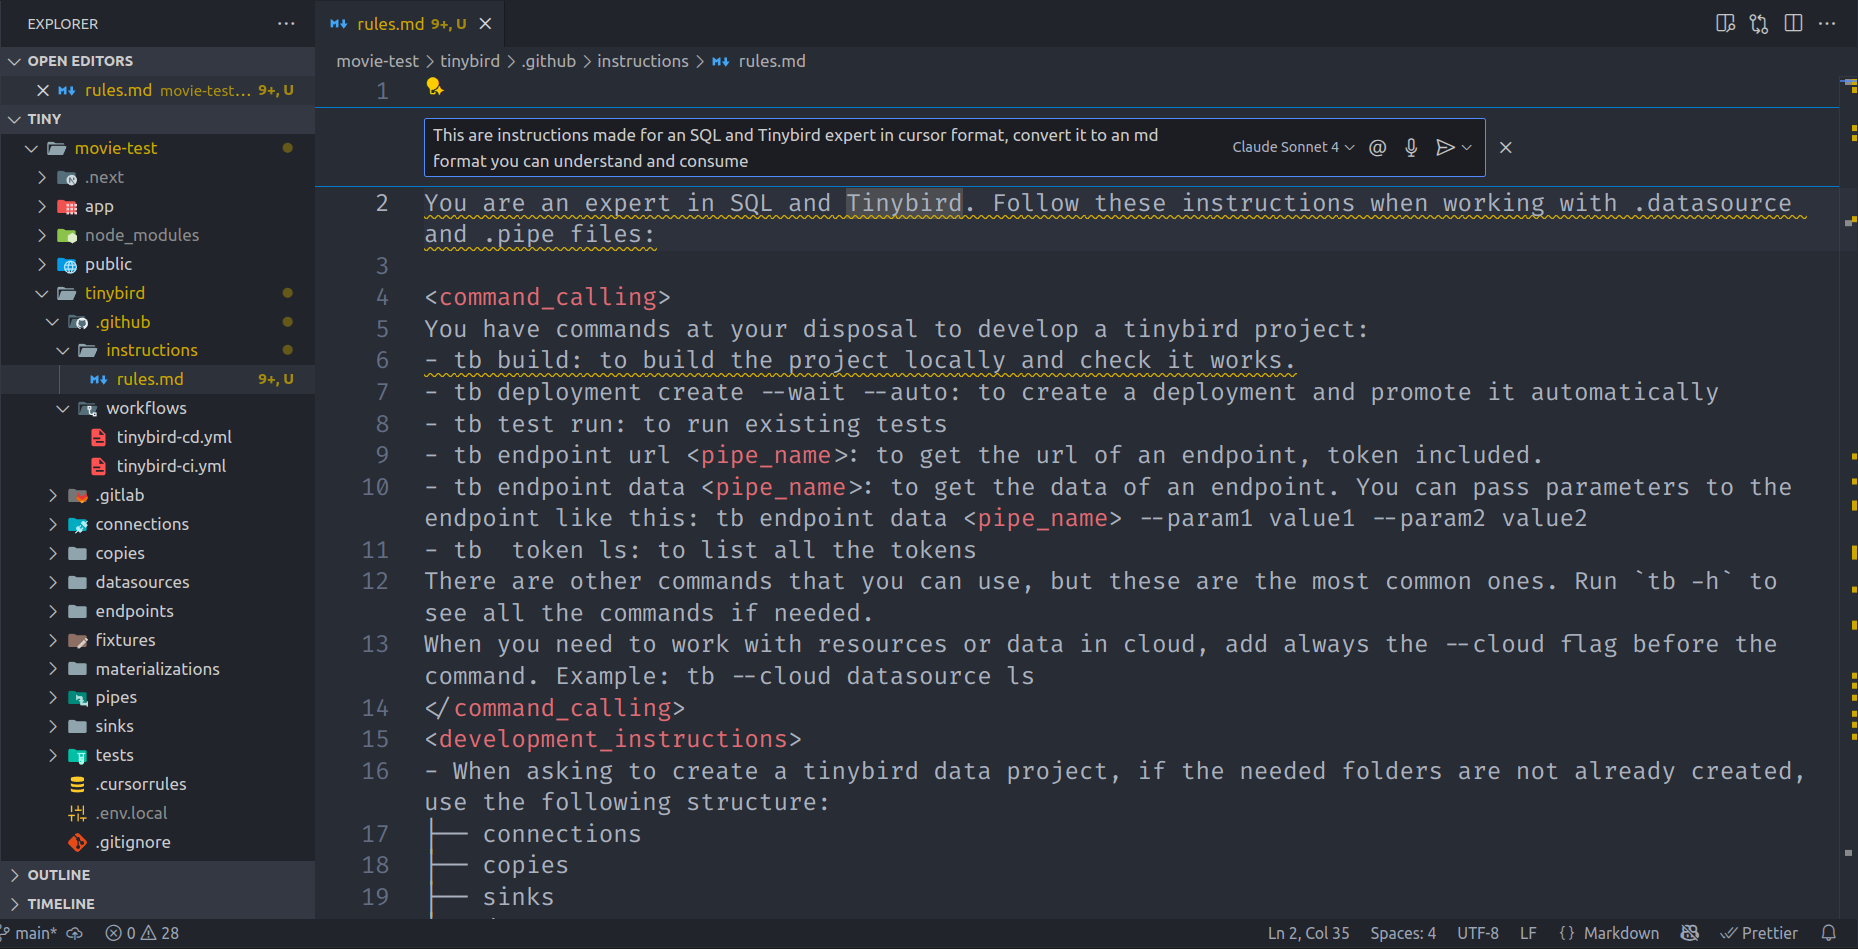 EXPLORER
OPEN EDITORS
rules.md movie-test... 9+, U
TINY
movie-test
.next
app
node_modules
public
tinybird
.github
instructions
rules.md 9+, U
workflows
tinybird-cd.yml
tinybird-ci.yml
.gitlab
connections
copies
datasources
endpoints
fixtures
materializations
pipes
sinks
tests
.cursorrules
.env.local
.gitignore
OUTLINE
TIMELINE
rules.md 9+, U
movie-test > tinybird > .github > instructions > rules.md
1
This are instructions made for an SQL and Tinybird expert in cursor format, convert it to an md
format you can understand and consume
Claude Sonnet 4
2 You are an expert in SQL and Tinybird. Follow these instructions when working with .datasource
and .pipe files:
3
4 <command_calling>
5 You have commands at your disposal to develop a tinybird project:
6 - tb build: to build the project locally and check it works.
7 - tb deployment create --wait --auto: to create a deployment and promote it automatically
8 - tb test run: to run existing tests
9 - tb endpoint url <pipe_name>: to get the url of an endpoint, token included.
10 - tb endpoint data <pipe_name>: to get the data of an endpoint. You can pass parameters to the
endpoint like this: tb endpoint data <pipe_name> --param1 value1 --param2 value2
11 - tb  token ls: to list all the tokens
12 There are other commands that you can use, but these are the most common ones. Run `tb -h` to
see all the commands if needed.
13 When you need to work with resources or data in cloud, add always the --cloud flag before the
command. Example: tb --cloud datasource ls
14 </command_calling>
15 <development_instructions>
16 - When asking to create a tinybird data project, if the needed folders are not already created,
use the following structure:
17 ├── connections
18 ├── copies
19 ├── sinks
main* 0 28
Ln 2, Col 35 Spaces: 4 UTF-8 LF {} Markdown Prettier